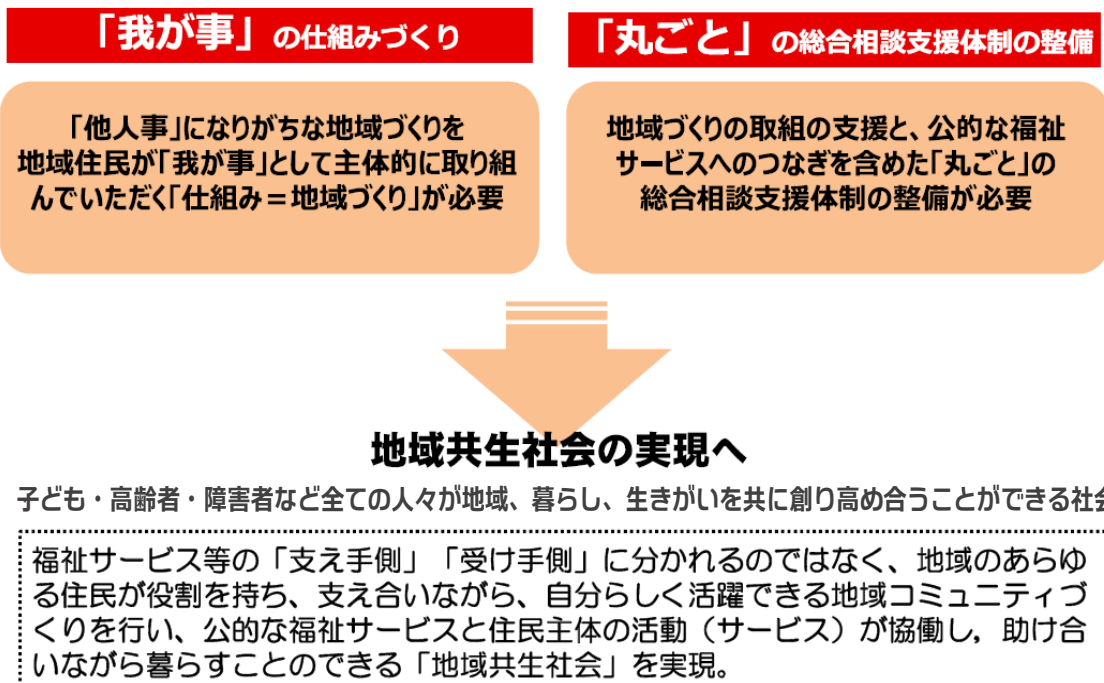 「我が事」の仕組みづくり
「丸ごと」の総合相談支援体制の整備
「他人事」になりがちな地域づくりを
地域住民が「我が事」として主体的に取り組
んでいただく「仕組み＝地域づくり」が必要
地域づくりの取組の支援と、公的な福祉
サービスへのつなぎを含めた「丸ごと」の
総合相談支援体制の整備が必要
地域共生社会の実現へ
子ども・高齢者・障害者など全ての人々が地域、暮らし、生きがいを共に創り高め合うことができる社会
福祉サービス等の「支え手側」「受け手側」に分かれるのではなく、地域のあらゆ
る住民が役割を持ち、支え合いながら、自分らしく活躍できる地域コミュニティづ
くりを行い、公的な福祉サービスと住民主体の活動（サービス）が協働し，助け合
いながら暮らすことのできる「地域共生社会」を実現。